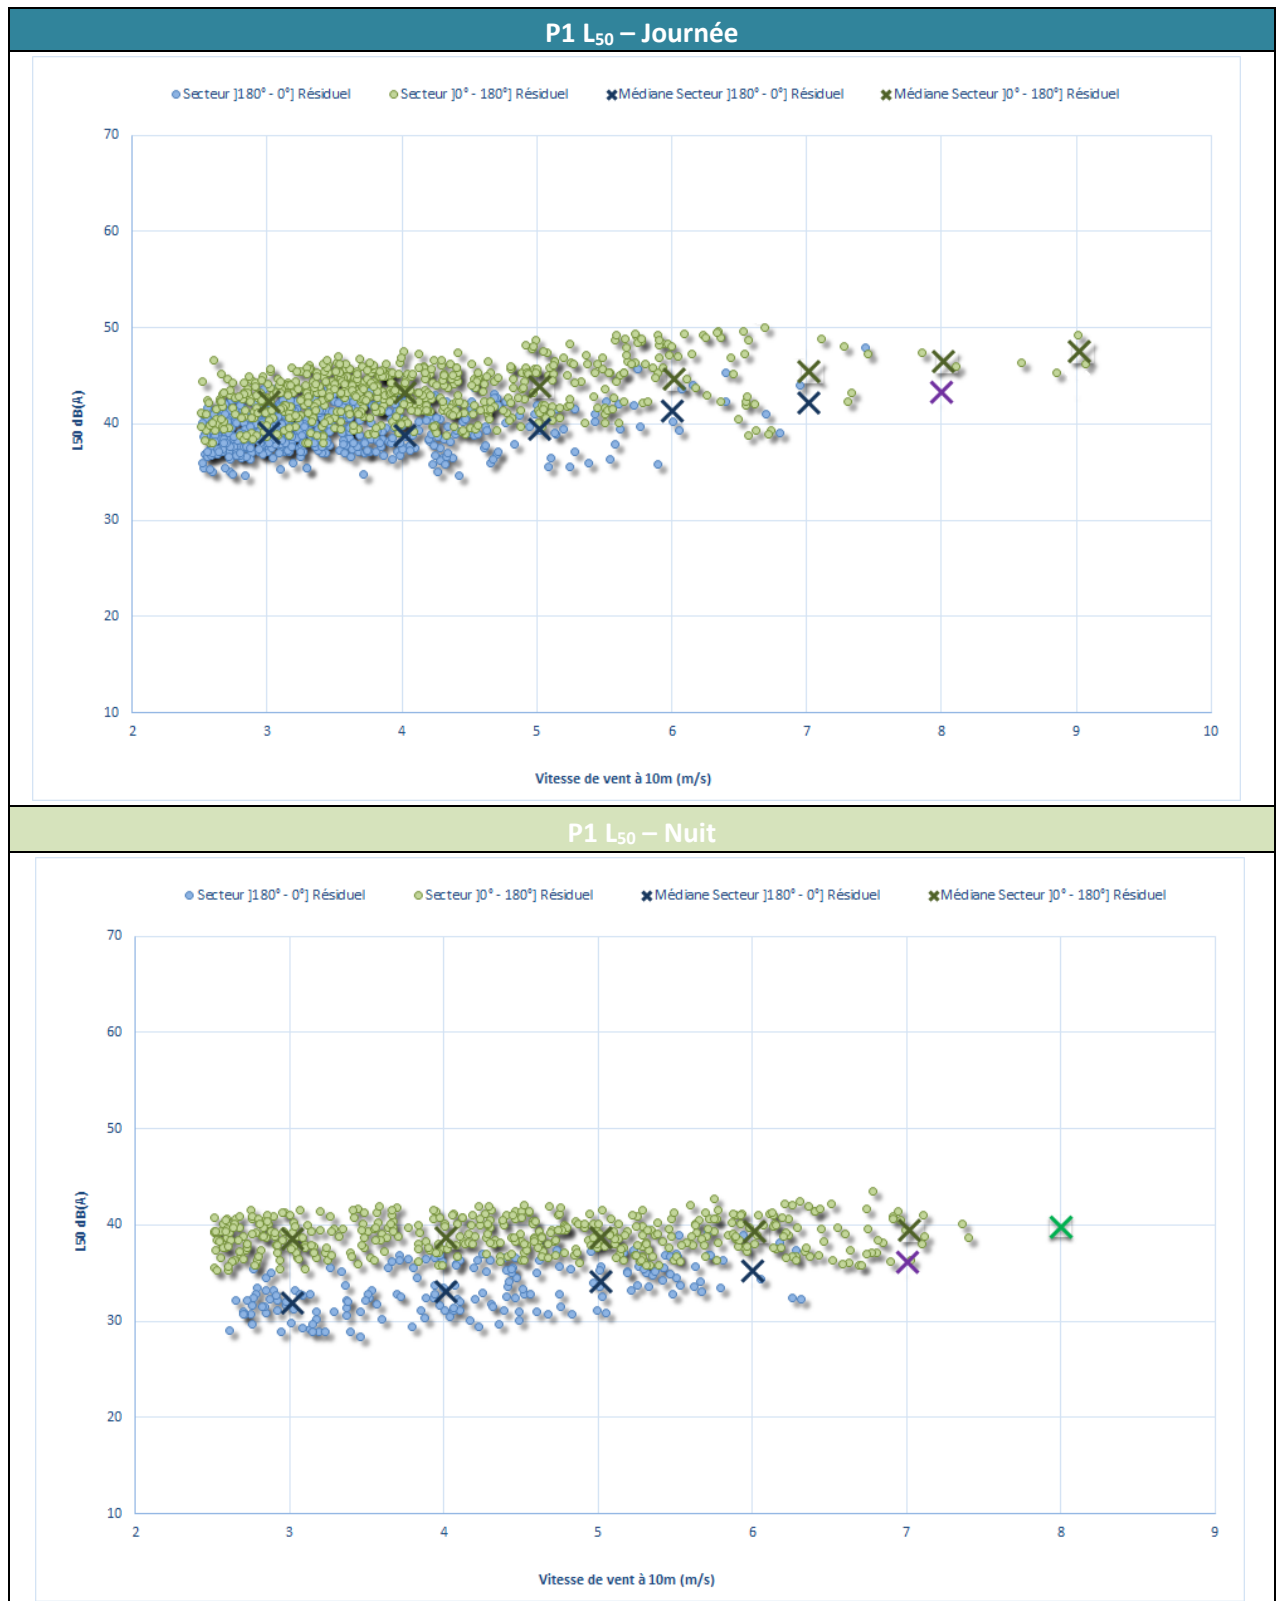 P1 L50 – Journée
Secteur ]180° - 0°] Résiduel Secteur ]0° - 180°] Résiduel Médiane Secteur ]180° - 0°] Résiduel Médiane Secteur ]0° - 180°] Résiduel
70
60
50
40
30
20
10
L50 dB(A)
2 3 4 5 6 7 8 9 10
Vitesse de vent à 10m (m/s)
P1 L50 – Nuit
Secteur ]180° - 0°] Résiduel Secteur ]0° - 180°] Résiduel Médiane Secteur ]180° - 0°] Résiduel Médiane Secteur ]0° - 180°] Résiduel
70
60
50
40
30
20
10
L50 dB(A)
2 3 4 5 6 7 8 9
Vitesse de vent à 10m (m/s)